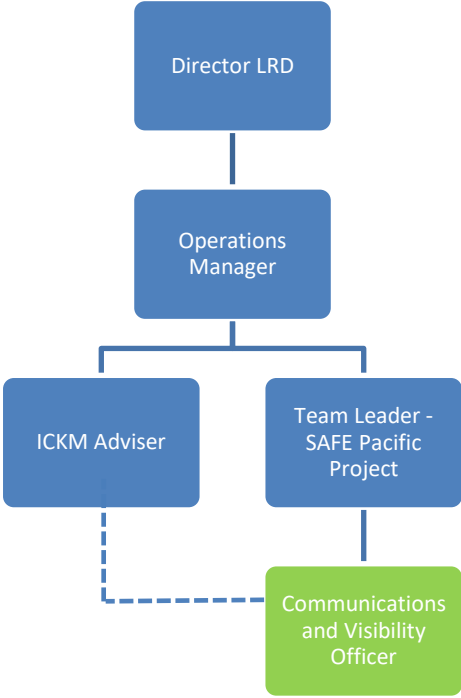 Director LRD
Operations
Manager
ICKM Adviser
Team Leader -
SAFE Pacific
Project
Communications
and Visibility
Officer